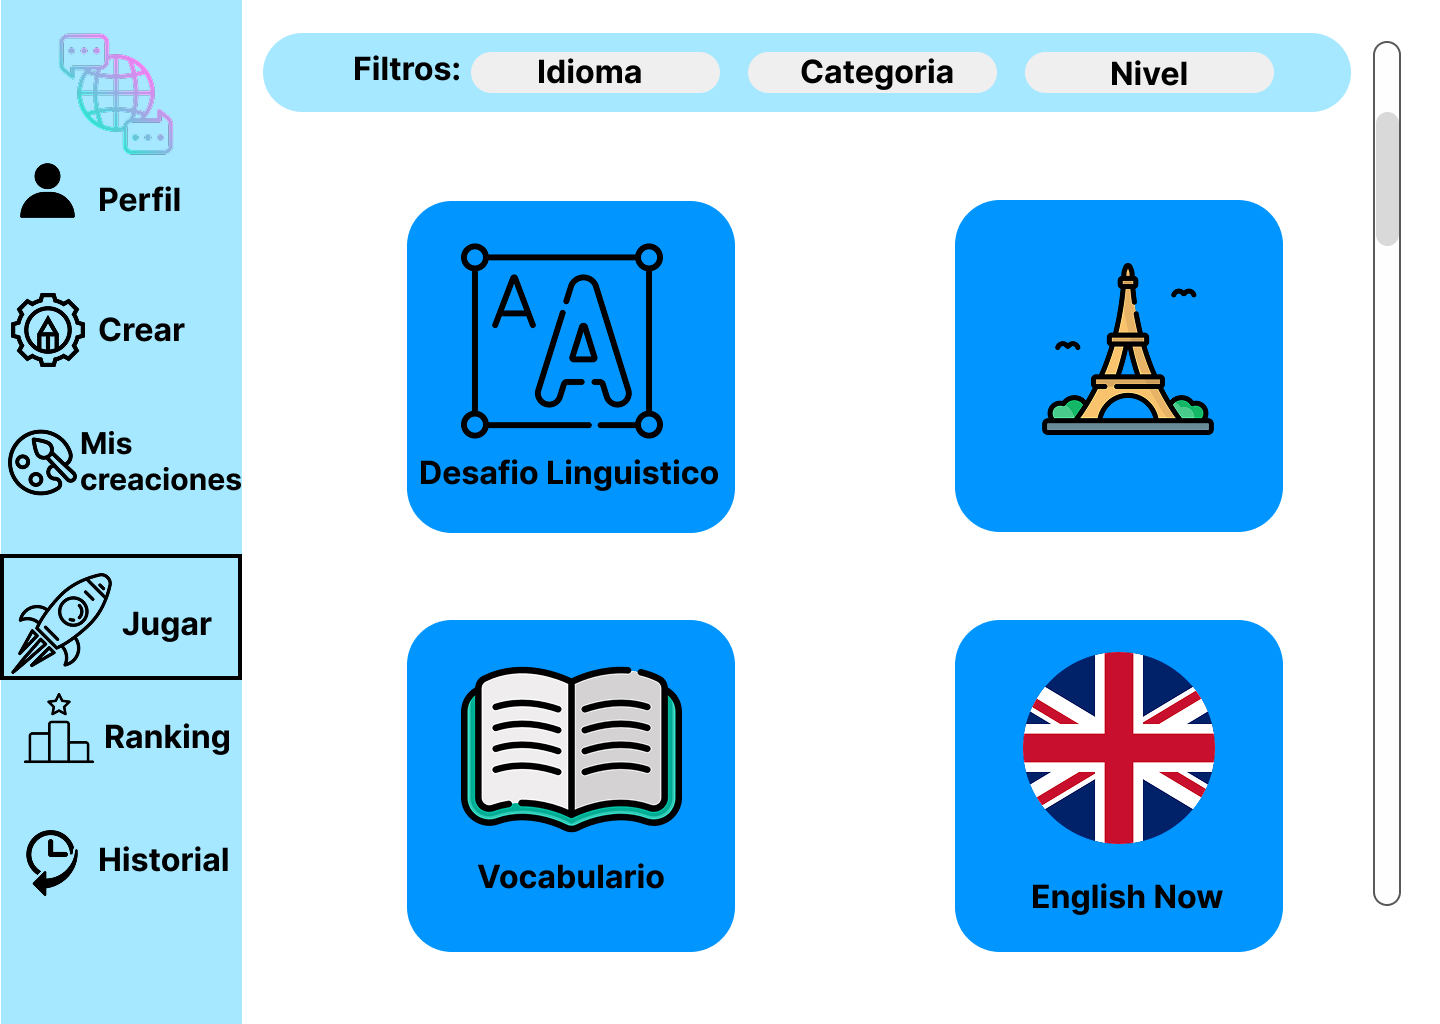 Perfil
Crear
Mis
creaciones
Jugar
Ranking
Historial
Filtros:
Idioma
Categoria
Nivel
Desafio Linguistico
Vocabulario
English Now